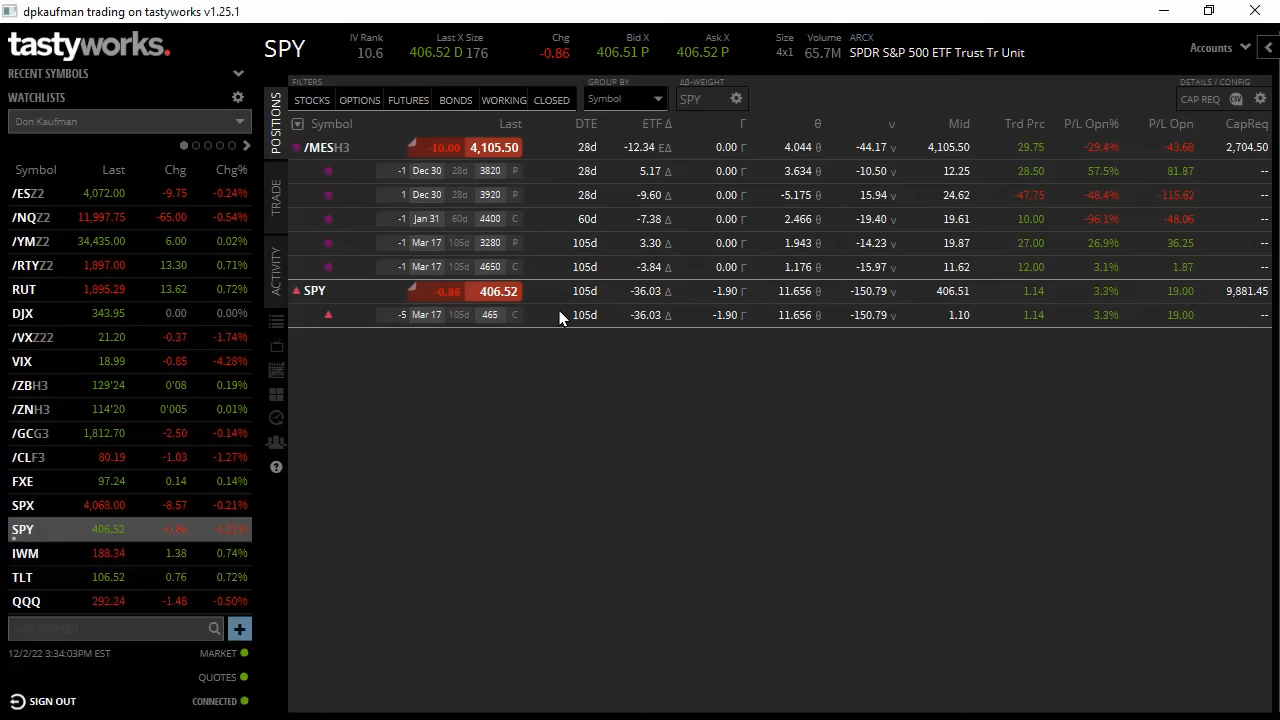 dpkaufman trading on tastyworks v1.25.1
tastyworks.
RECENT SYMBOLS
WATCHLISTS
Don Kaufman
Symbol Last Chg Chg%
/ESZ2 4,072.00 -9.75 -0.24%
/NQZ2 11,997.75 -65.00 -0.54%
/YMZ2 34,435.00 6.00 0.02%
/RTYZ2 1,897.00 13.30 0.71%
RUT 1,895.29 13.62 0.72%
DJX 343.95 0.00 0.00%
/VXZ22 21.20 -0.37 -1.74%
VIX 18.99 -0.85 -4.28%
/ZBH3 129'24 0'08 0.19%
/ZNH3 114'20 0'005 0.01%
/GCG3 1,812.70 -2.50 -0.14%
/CLF3 80.19 -1.03 -1.27%
FXE 97.24 0.14 0.14%
SPX 4,068.00 -8.57 -0.21%
SPY 406.52 -0.86 -0.21%
IWM 188.34 1.38 0.74%
TLT 106.52 0.76 0.72%
QQQ 292.24 -1.48 -0.50%
Add Symbol
12/2/22 3:34:03PM EST MARKET
QUOTES
SIGN OUT CONNECTED
SPY
IV Rank Last X Size Chg Bid X Ask X Size Volume ARCX
10.6 406.52 D 176 -0.86 406.51 P 406.52 P 4x1 65.7M SPDR S&P 500 ETF Trust Tr Unit
Accounts
POSITIONS
TRADE
ACTIVITY
FILTERS GROUP BY Δβ-WEIGHT DETAILS / CONFIG
STOCKS OPTIONS FUTURES BONDS WORKING CLOSED Symbol SPY CAP REQ CSV
Symbol Last DTE ETF Δ Γ θ ν Mid Trd Prc P/L Opn% P/L Opn CapReq
/MESH3 -10.00 4,105.50 28d -12.34 EΔ 0.00 Γ 4.044 θ -44.17 ν 4,105.50 29.75 -29.4% -43.68 2,704.50
-1 Dec 30 28d 3820 P 28d 5.17 Δ 0.00 Γ 3.634 θ -10.50 ν 12.25 28.50 57.5% 81.87 --
1 Dec 30 28d 3920 P 28d -9.60 Δ 0.00 Γ -5.175 θ 15.94 ν 24.62 -47.75 -48.4% -115.62 --
-1 Jan 31 60d 4400 C 60d -7.38 Δ 0.00 Γ 2.466 θ -19.40 ν 19.61 10.00 -96.1% -48.06 --
-1 Mar 17 105d 3280 P 105d 3.30 Δ 0.00 Γ 1.943 θ -14.23 ν 19.87 27.00 26.9% 36.25 --
-1 Mar 17 105d 4650 C 105d -3.84 Δ 0.00 Γ 1.176 θ -15.97 ν 11.62 12.00 3.1% 1.87 --
SPY -0.86 406.52 105d -36.03 Δ -1.90 Γ 11.656 θ -150.79 ν 406.51 1.14 3.3% 19.00 9,881.45
-5 Mar 17 105d 465 C 105d -36.03 Δ -1.90 Γ 11.656 θ -150.79 ν 1.10 1.14 3.3% 19.00 --